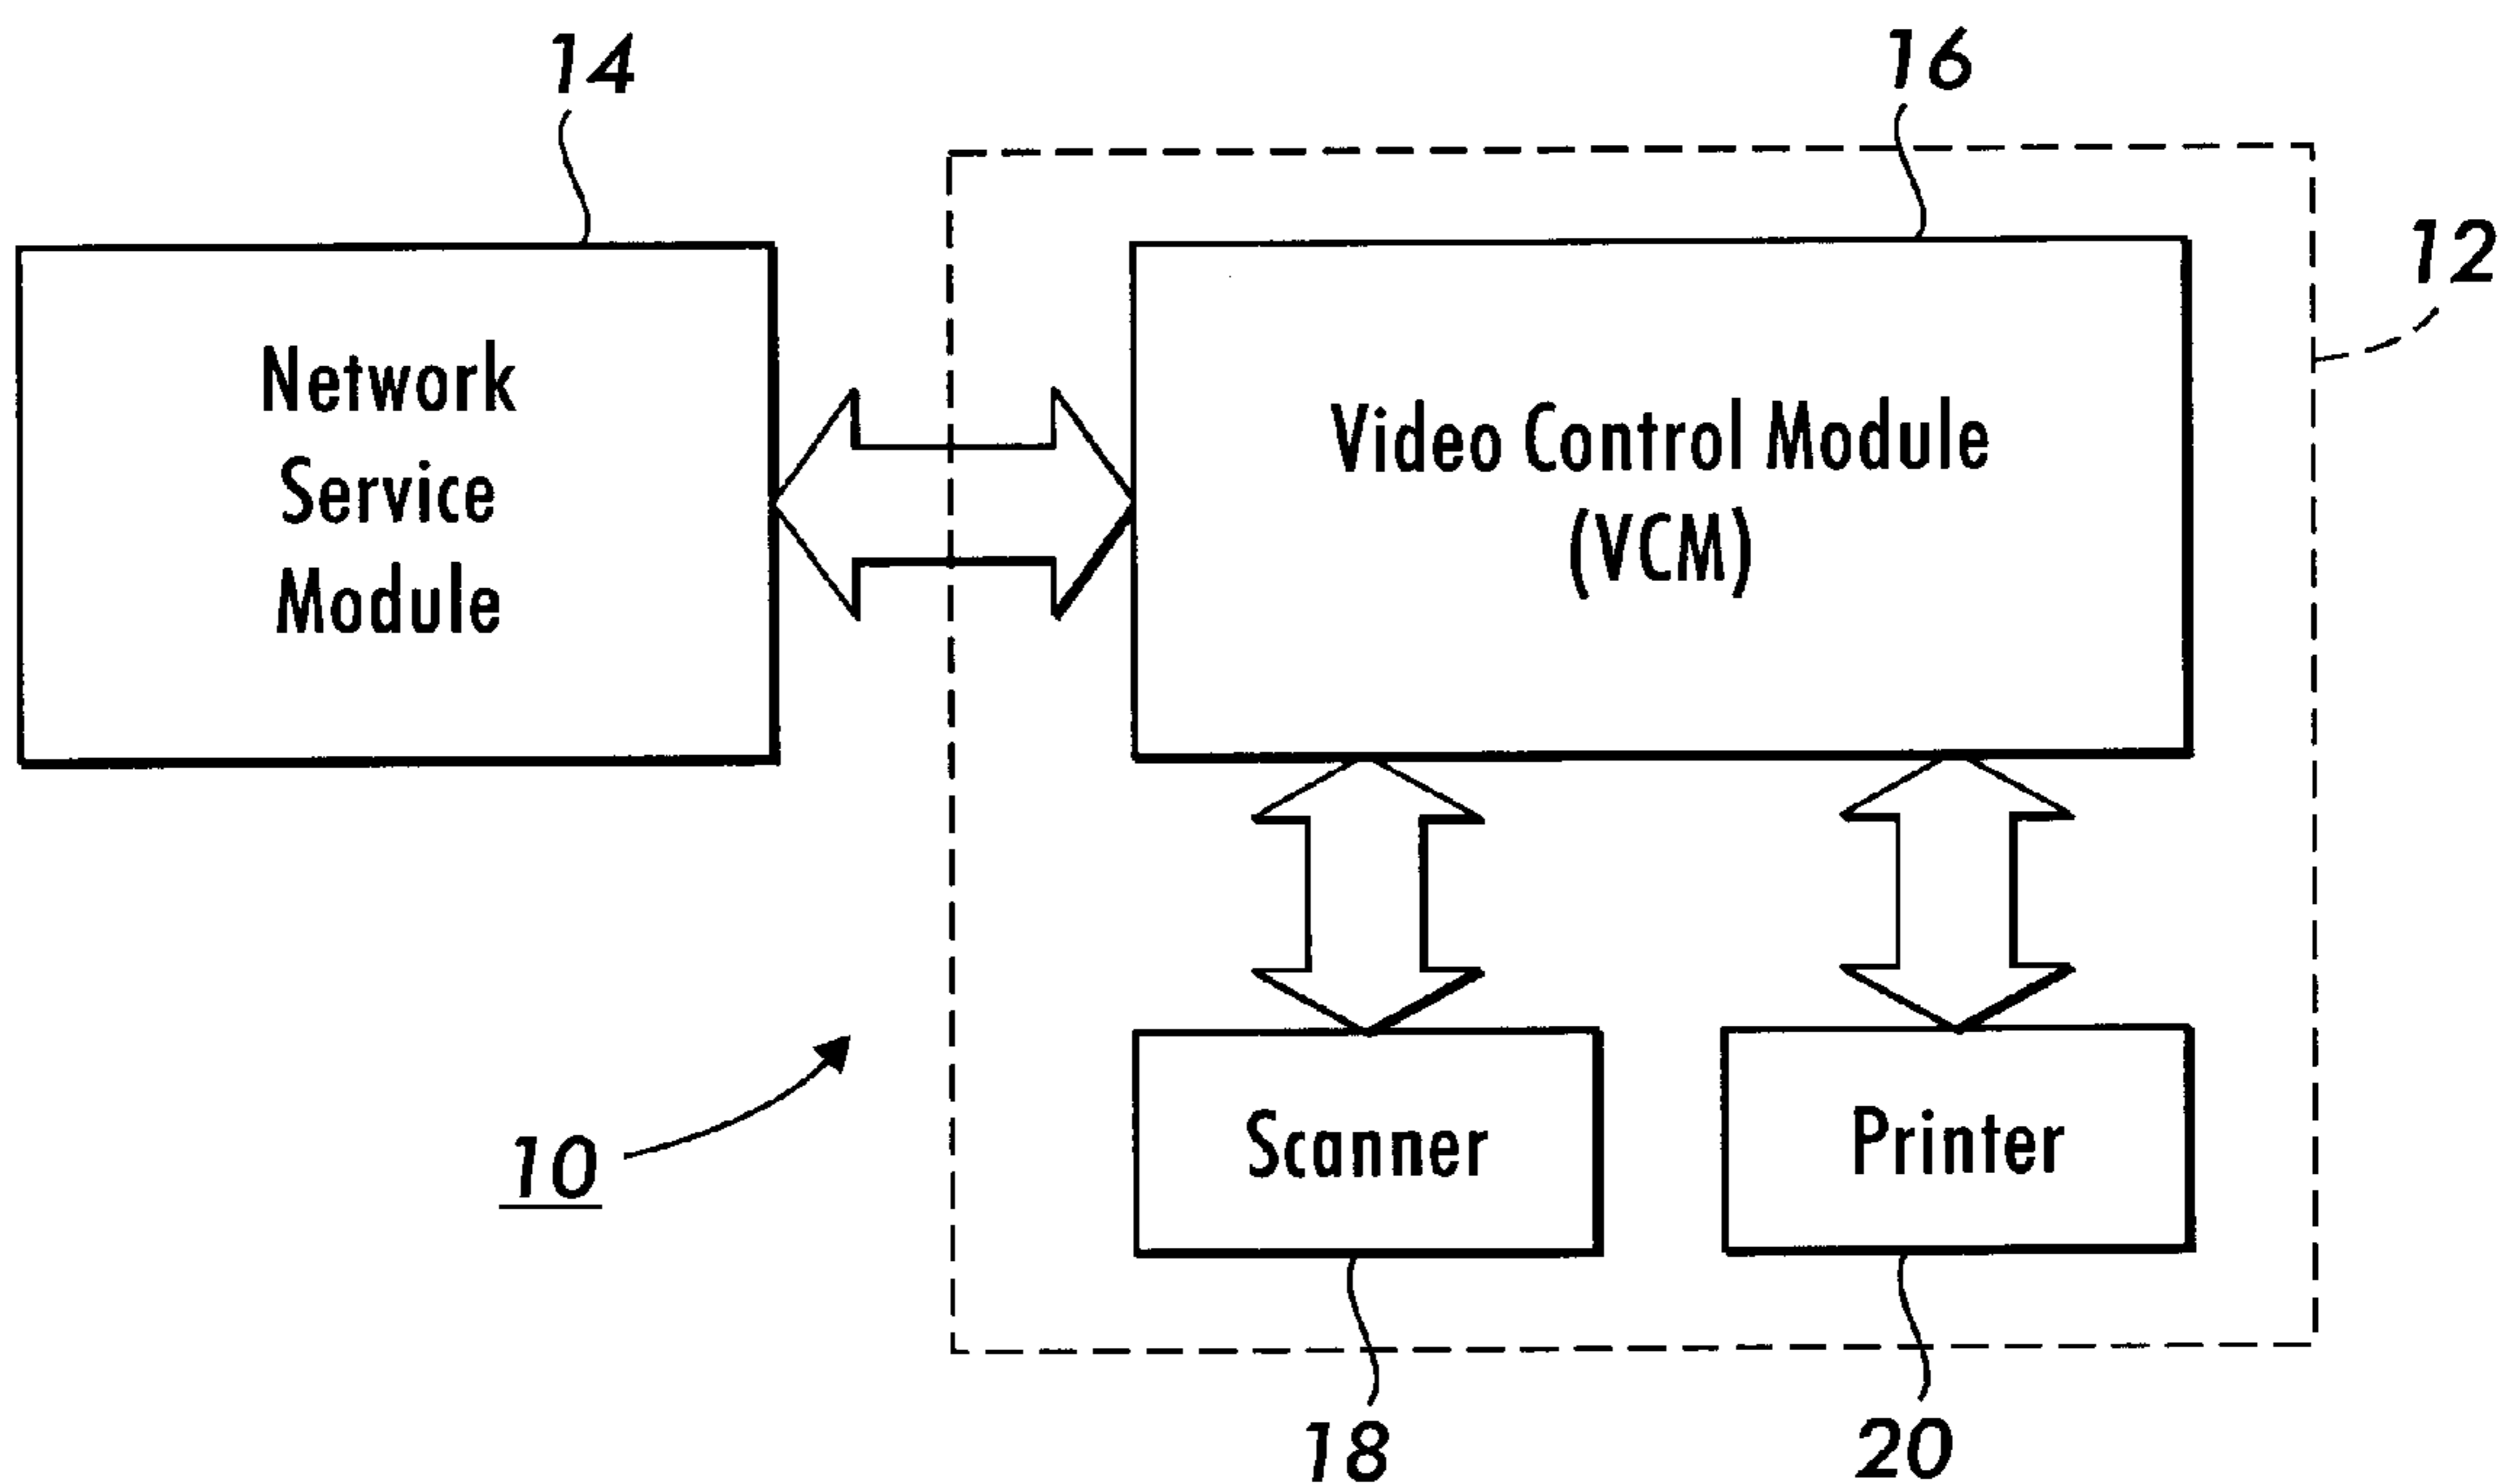 14
16
12
Network
Service
Module
Video Control Module
(VCM)
10
Scanner
Printer
18
20